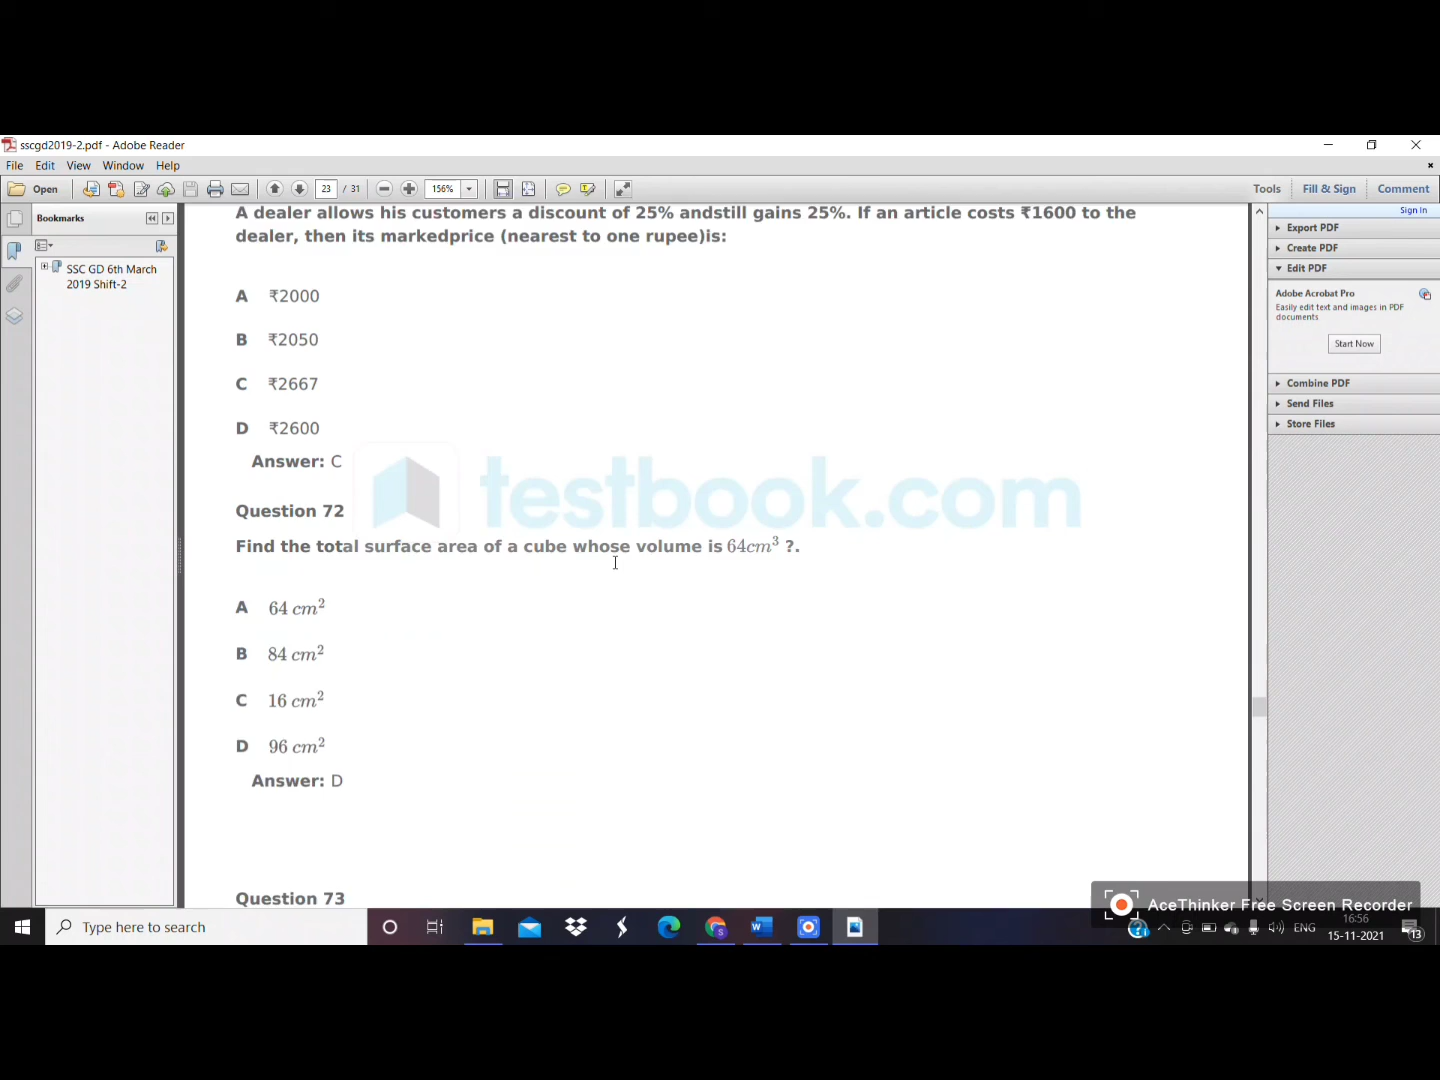 sscgd2019-2.pdf - Adobe Reader
File Edit View Window Help
Open 23 / 31 156% Tools Fill & Sign Comment
Sign In
Bookmarks
SSC GD 6th March
2019 Shift-2
A dealer allows his customers a discount of 25% andstill gains 25%. If an article costs ₹1600 to the
dealer, then its markedprice (nearest to one rupee)is:
A ₹2000
B ₹2050
C ₹2667
D ₹2600
Answer: C
testbook.com
Question 72
Find the total surface area of a cube whose volume is 64cm³ ?.
A 64 cm²
B 84 cm²
C 16 cm²
D 96 cm²
Answer: D
Question 73
Export PDF
Create PDF
Edit PDF
Adobe Acrobat Pro
Easily edit text and images in PDF
documents
Start Now
Combine PDF
Send Files
Store Files
AceThinker Free Screen Recorder
Type here to search
ENG
16:56
15-11-2021
13